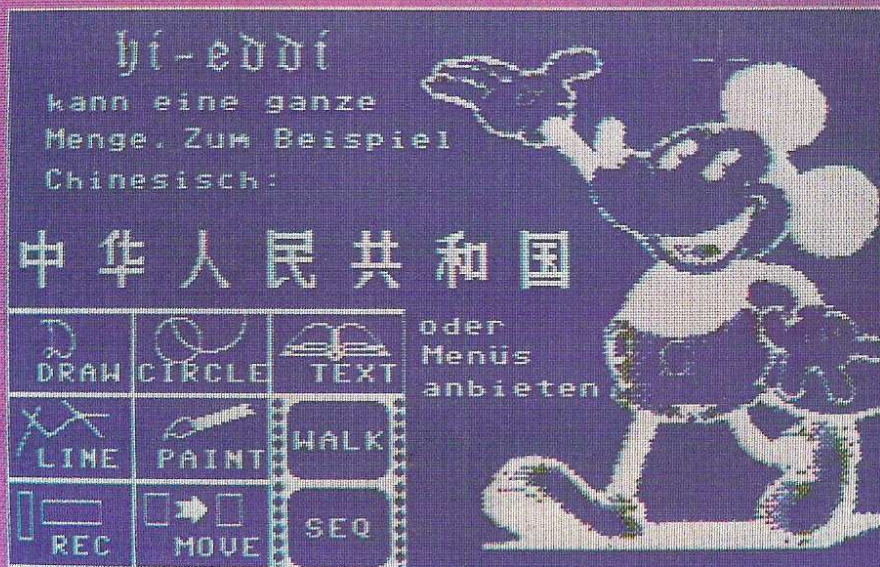 hi-eddi
kann eine ganze
Menge. Zum Beispiel
Chinesisch:
中华人民共和国
oder
Menüs
anbieten
DRAW CIRCLE TEXT
LINE PAINT WALK
REC MOVE SEQ